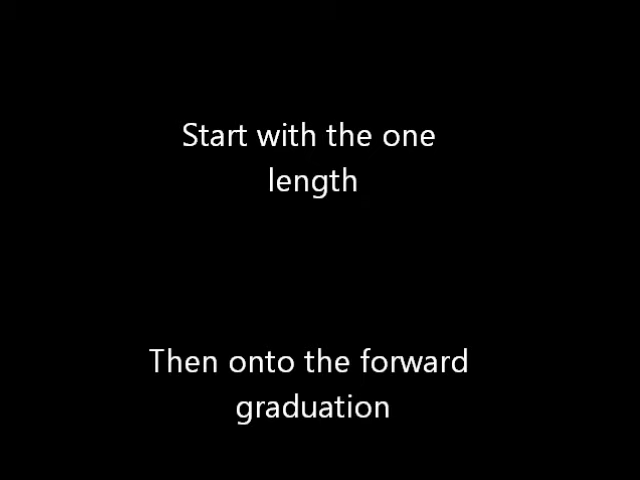 Start with the one
length
Then onto the forward
graduation